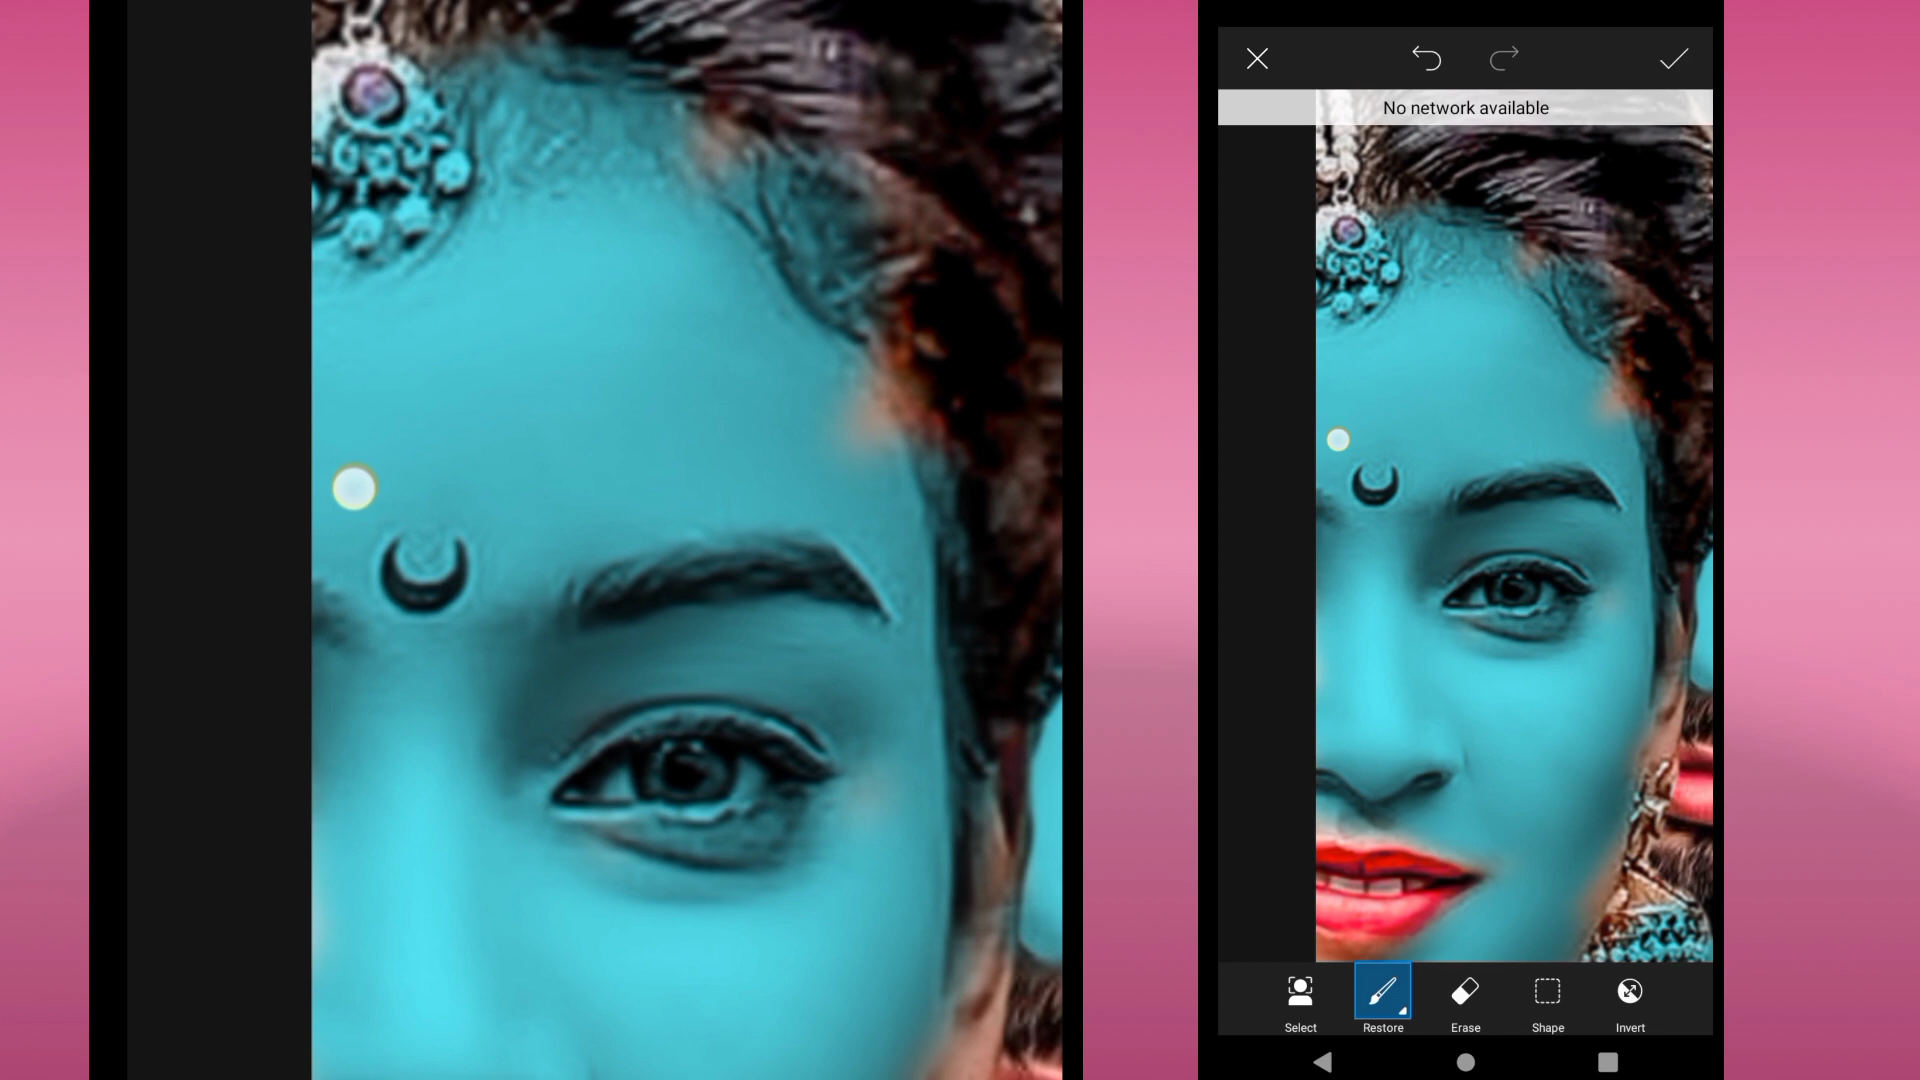 No network available
Select
Restore
Erase
Shape
Invert